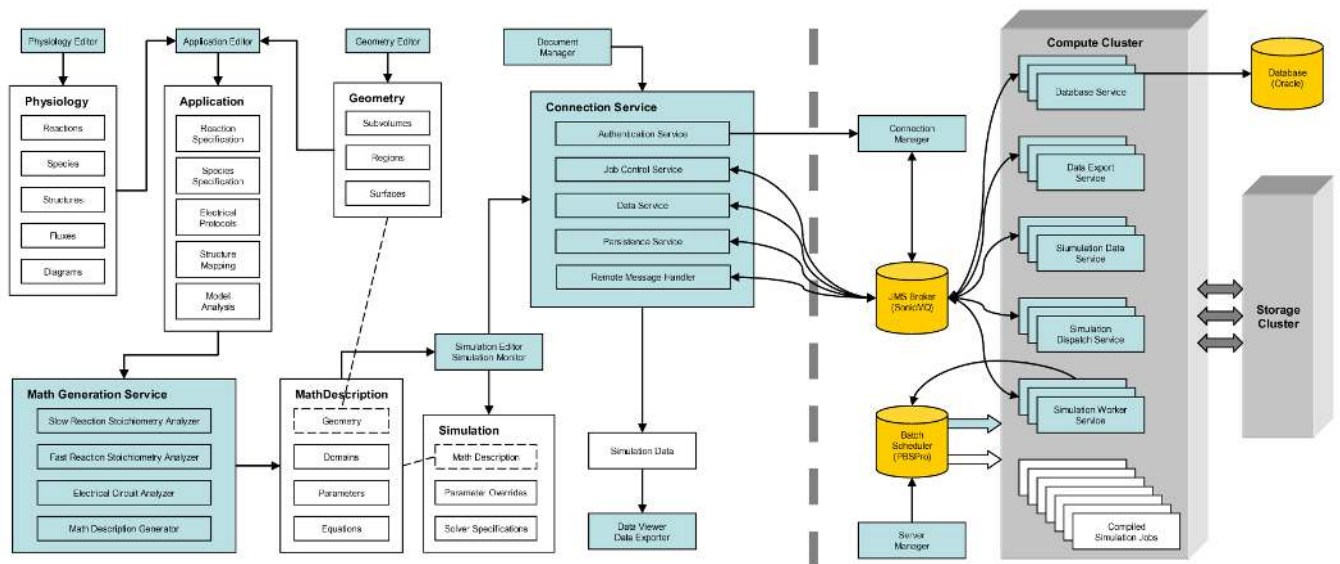 Physiology Editor
Application Editor
Geometry Editor
Document
Manager
Physiology
Reactions
Species
Structures
Fluxes
Diagrams
Application
Reaction
Specification
Species
Specification
Electrical
Protocols
Structure
Mapping
Model
Analysis
Geometry
Subvolumes
Regions
Surfaces
Connection Service
Authentication Service
Job Control Service
Data Service
Persistence Service
Remote Message Handler
Connection
Manager
JMS Broker
(SonicMQ)
Compute Cluster
Database Service
Data Export
Service
Siumulation Data
Service
Simulation
Dispatch Service
Simulation Worker
Service
Compiled
Simulation Jobs
Database
(Oracle)
Storage
Cluster
Batch
Scheduler
(PBSPro)
Server
Manager
Math Generation Service
Slow Reaction Stoichiometry Analyzer
Fast Reaction Stoichiometry Analyzer
Electrical Circuit Analyzer
Math Description Generator
MathDescription
Geometry
Domains
Parameters
Equations
Simulation Editor
Simulation Monitor
Simulation
Math Description
Parameter Overrides
Solver Specifications
Simulation Data
Data Viewer
Data Exporter